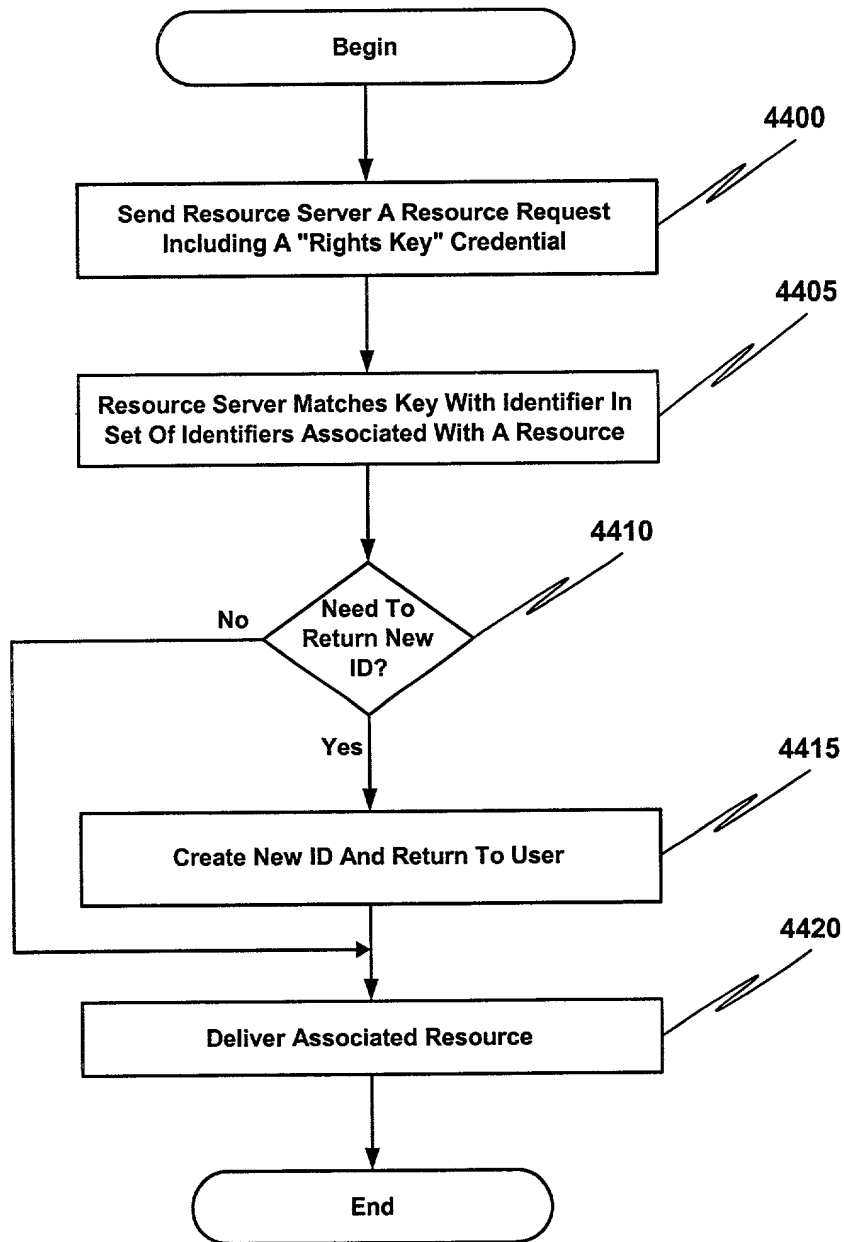 Begin
4400
Send Resource Server A Resource Request
Including A "Rights Key" Credential
4405
Resource Server Matches Key With Identifier In
Set Of Identifiers Associated With A Resource
4410
No
Need To
Return New
ID?
Yes
4415
Create New ID And Return To User
4420
Deliver Associated Resource
End